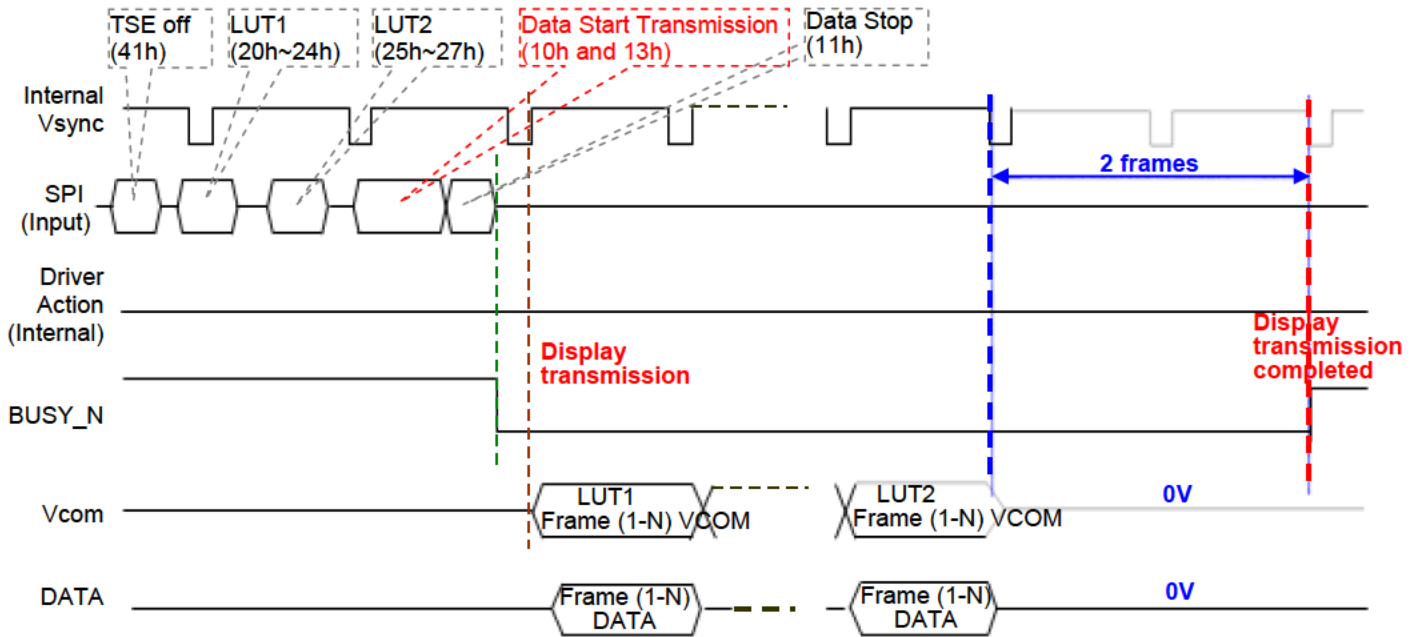 TSE off
(41h)
LUT1
(20h~24h)
LUT2
(25h~27h)
Data Start Transmission
(10h and 13h)
Data Stop
(11h)
Internal
Vsync
2 frames
SPI
(Input)
Driver
Action
(Internal)
Display
transmission
Display
transmission
completed
BUSY_N
Vcom
LUT1
Frame (1-N) VCOM
LUT2
Frame (1-N) VCOM
0V
DATA
Frame (1-N)
DATA
Frame (1-N)
DATA
0V